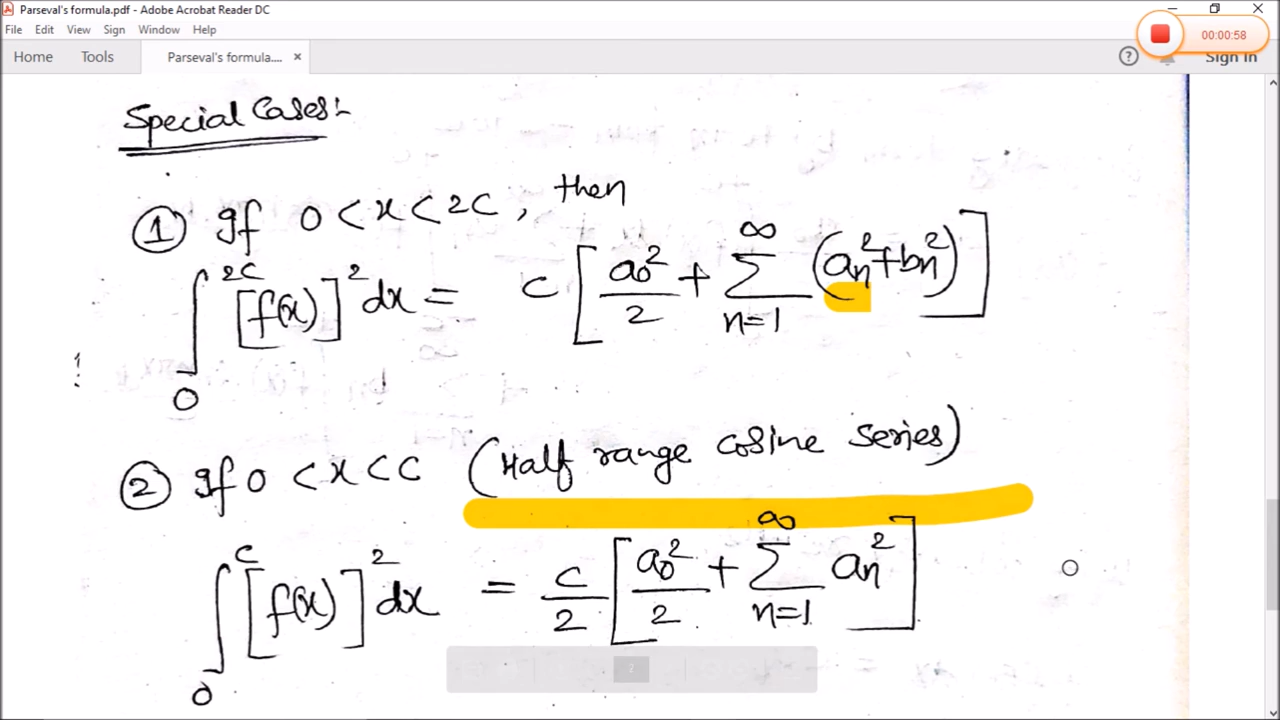 Parseval's formula.pdf - Adobe Acrobat Reader DC
File Edit View Sign Window Help
00:00:58
Home Tools Parseval's formula.... × Sign In
Special Cases:-
① If 0 < x < 2C, then
∫₀^{2C} [f(x)]² dx = C [a₀²/2 + ∑_{n=1}^{∞} (aₙ² + bₙ²)]
② If 0 < x < C (Half range cosine series)
∫₀^{C} [f(x)]² dx = C/2 [a₀²/2 + ∑_{n=1}^{∞} aₙ²]
2